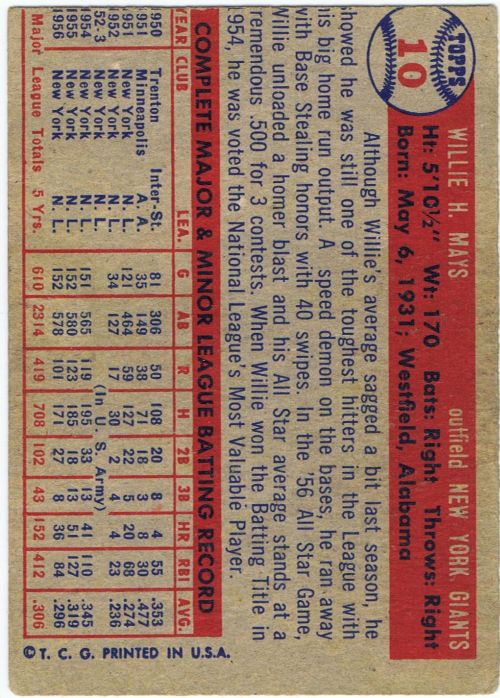 TOPPS
10
WILLIE H. MAYS outfield NEW YORK GIANTS
Ht: 5'10½" Wt: 170 Bats: Right Throws: Right
Born: May 6, 1931; Westfield, Alabama
Although Willie's average sagged a bit last season, he
showed he was still one of the toughest hitters in the League with
his big home run output. A speed demon on the bases, he ran away
with Base Stealing honors with 40 swipes. In the '56 All Star Game,
Willie unloaded a homer blast and his All Star average stands at a
tremendous .500 for 3 contests. When Willie won the Batting Title in
1954, he was voted the National League's Most Valuable Player.
COMPLETE MAJOR & MINOR LEAGUE BATTING RECORD
YEAR CLUB LEA. G AB R H 2B 3B HR RBI AVG.
1950 Trenton Inter-St. 81 306 50 108 20 8 4 55 .353
1951 Minneapolis A. A. 35 149 38 71 18 3 8 30 .477
1951 New York N. L. 121 464 59 127 22 5 20 68 .274
52-3 New York N. L. 34 127 17 30 2 4 4 23 .236
(In U. S. Army)
1954 New York N. L. 151 565 119 195 33 13 41 110 .345
1955 New York N. L. 152 580 123 185 18 13 51 127 .319
1956 New York N. L. 152 578 101 171 27 8 36 84 .296
Major League Totals 5 Yrs. 610 2314 419 708 102 43 152 412 .306
© T. C. G. PRINTED IN U.S.A.